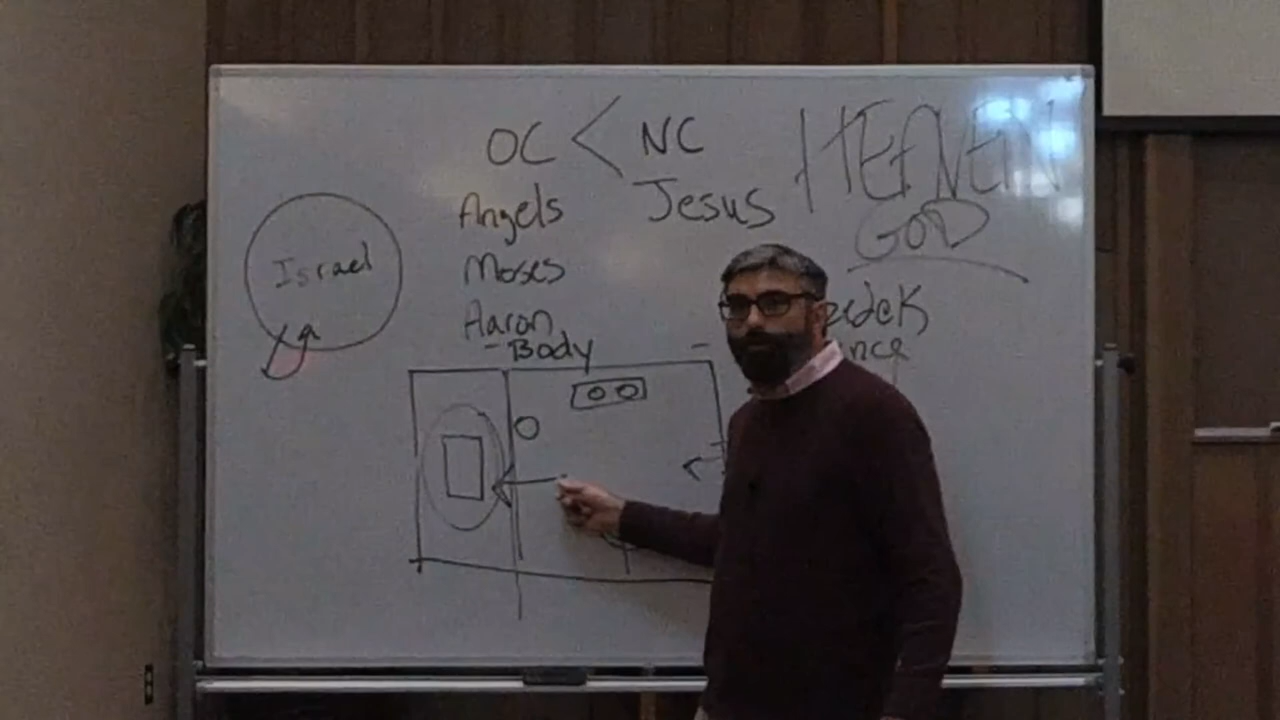 OC < NC
HEAVEN
Angels
Jesus
GOD
Israel
Moses
Aaron
- Body
-